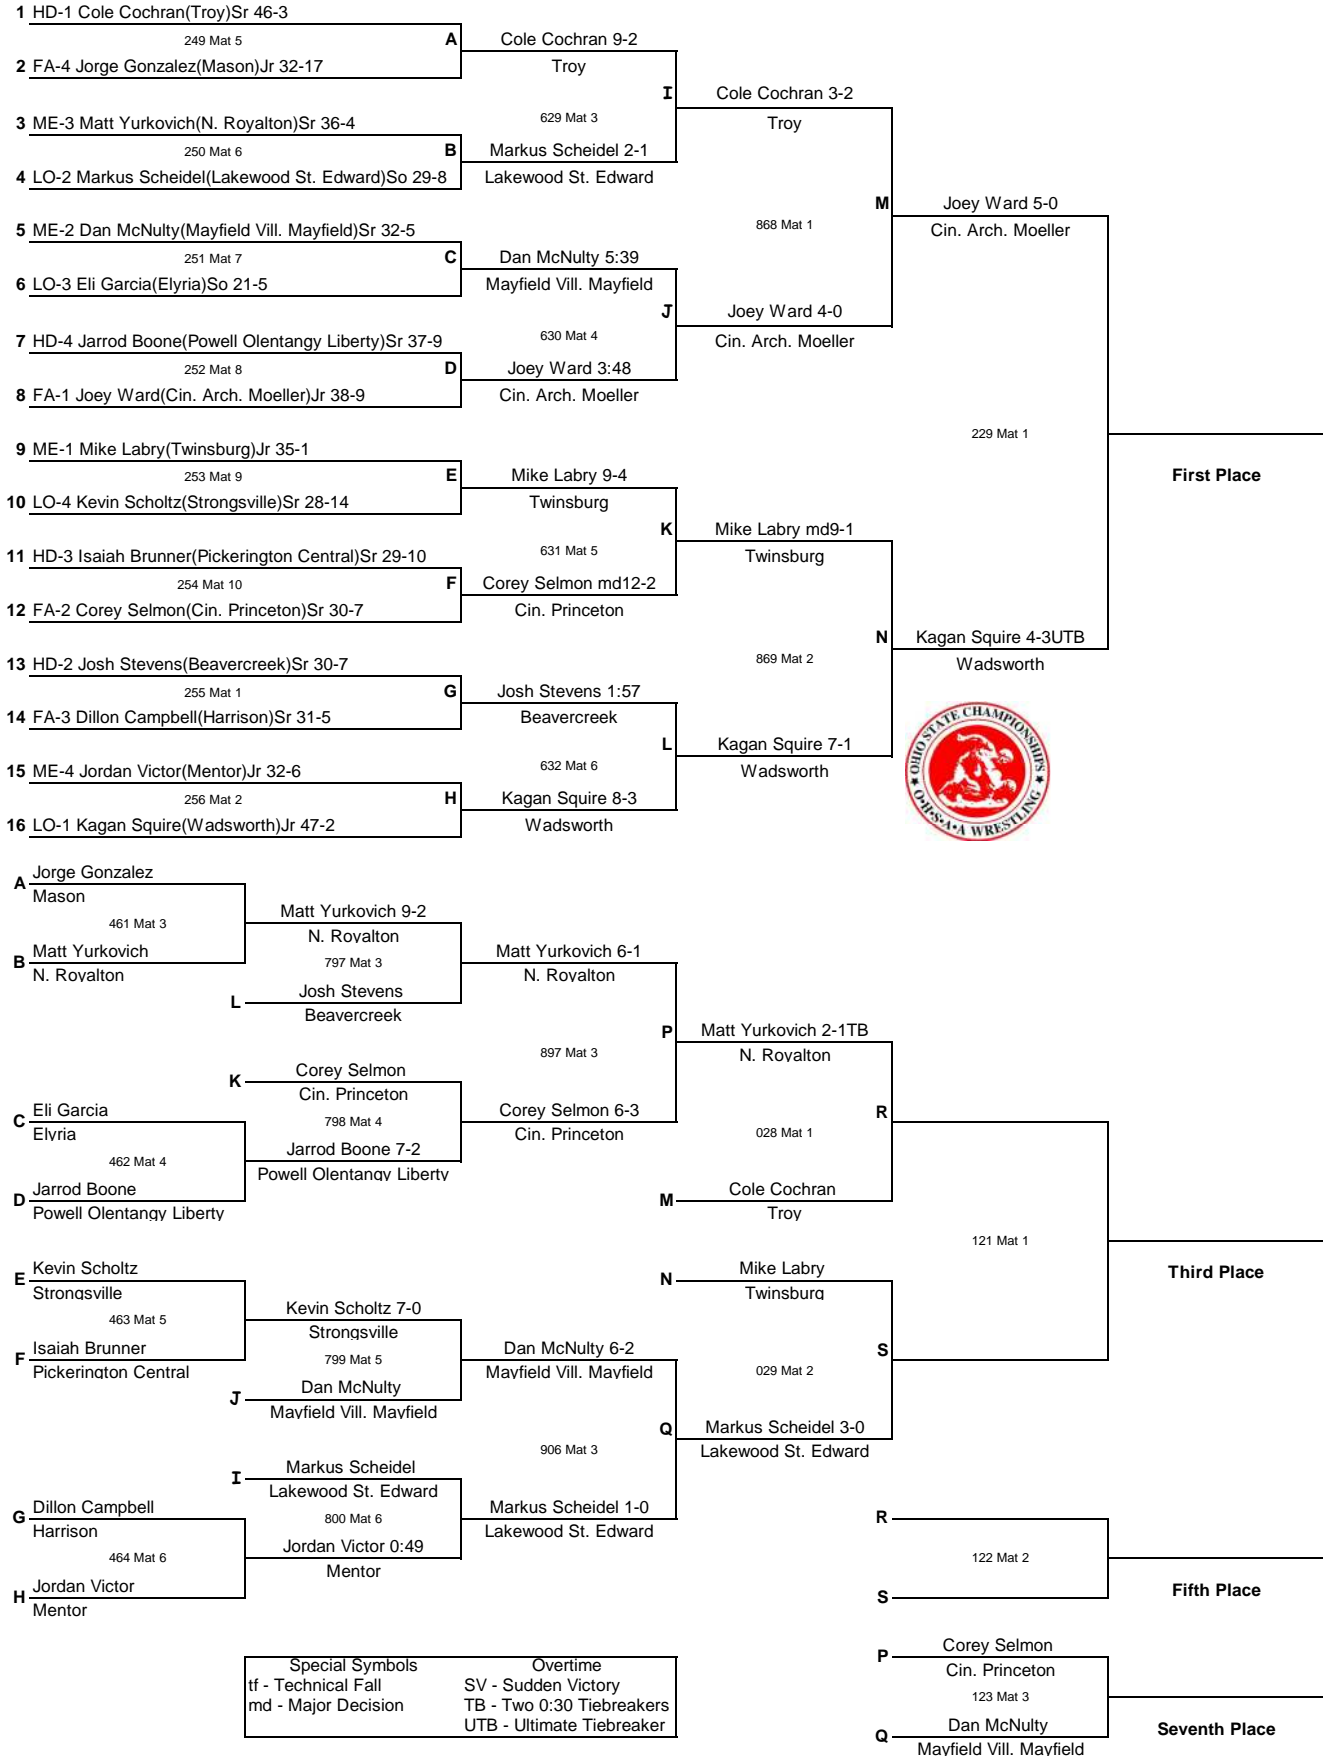 1 HD-1 Cole Cochran(Troy)Sr 46-3
249 Mat 5
A
2 FA-4 Jorge Gonzalez(Mason)Jr 32-17
Cole Cochran 9-2
Troy
I
629 Mat 3
3 ME-3 Matt Yurkovich(N. Royalton)Sr 36-4
250 Mat 6
B
4 LO-2 Markus Scheidel(Lakewood St. Edward)So 29-8
Markus Scheidel 2-1
Lakewood St. Edward
Cole Cochran 3-2
Troy
M
868 Mat 1
5 ME-2 Dan McNulty(Mayfield Vill. Mayfield)Sr 32-5
251 Mat 7
C
6 LO-3 Eli Garcia(Elyria)So 21-5
Dan McNulty 5:39
Mayfield Vill. Mayfield
J
630 Mat 4
7 HD-4 Jarrod Boone(Powell Olentangy Liberty)Sr 37-9
252 Mat 8
D
8 FA-1 Joey Ward(Cin. Arch. Moeller)Jr 38-9
Joey Ward 3:48
Cin. Arch. Moeller
Joey Ward 4-0
Cin. Arch. Moeller
Joey Ward 5-0
Cin. Arch. Moeller
229 Mat 1
First Place
9 ME-1 Mike Labry(Twinsburg)Jr 35-1
253 Mat 9
E
10 LO-4 Kevin Scholtz(Strongsville)Sr 28-14
Mike Labry 9-4
Twinsburg
K
631 Mat 5
11 HD-3 Isaiah Brunner(Pickerington Central)Sr 29-10
254 Mat 10
F
12 FA-2 Corey Selmon(Cin. Princeton)Sr 30-7
Corey Selmon md12-2
Cin. Princeton
Mike Labry md9-1
Twinsburg
N
869 Mat 2
13 HD-2 Josh Stevens(Beavercreek)Sr 30-7
255 Mat 1
G
14 FA-3 Dillon Campbell(Harrison)Sr 31-5
Josh Stevens 1:57
Beavercreek
L
632 Mat 6
15 ME-4 Jordan Victor(Mentor)Jr 32-6
256 Mat 2
H
16 LO-1 Kagan Squire(Wadsworth)Jr 47-2
Kagan Squire 8-3
Wadsworth
Kagan Squire 7-1
Wadsworth
Kagan Squire 4-3UTB
Wadsworth
OHIO STATE CHAMPIONSHIPS
O·H·S·A·A WRESTLING
A Jorge Gonzalez
Mason
461 Mat 3
B Matt Yurkovich
N. Royalton
Matt Yurkovich 9-2
N. Royalton
797 Mat 3
L Josh Stevens
Beavercreek
Matt Yurkovich 6-1
N. Royalton
P
897 Mat 3
K Corey Selmon
Cin. Princeton
798 Mat 4
C Eli Garcia
Elyria
462 Mat 4
D Jarrod Boone
Powell Olentangy Liberty
Jarrod Boone 7-2
Powell Olentangy Liberty
Corey Selmon 6-3
Cin. Princeton
Matt Yurkovich 2-1TB
N. Royalton
R
028 Mat 1
M Cole Cochran
Troy
121 Mat 1
Third Place
E Kevin Scholtz
Strongsville
463 Mat 5
F Isaiah Brunner
Pickerington Central
Kevin Scholtz 7-0
Strongsville
799 Mat 5
J Dan McNulty
Mayfield Vill. Mayfield
Dan McNulty 6-2
Mayfield Vill. Mayfield
Q
906 Mat 3
I Markus Scheidel
Lakewood St. Edward
800 Mat 6
G Dillon Campbell
Harrison
464 Mat 6
H Jordan Victor
Mentor
Jordan Victor 0:49
Mentor
Markus Scheidel 1-0
Lakewood St. Edward
N Mike Labry
Twinsburg
S
029 Mat 2
Markus Scheidel 3-0
Lakewood St. Edward
R
122 Mat 2
S
Fifth Place
P Corey Selmon
Cin. Princeton
123 Mat 3
Q Dan McNulty
Mayfield Vill. Mayfield
Seventh Place
Special Symbols Overtime
tf - Technical Fall SV - Sudden Victory
md - Major Decision TB - Two 0:30 Tiebreakers
UTB - Ultimate Tiebreaker